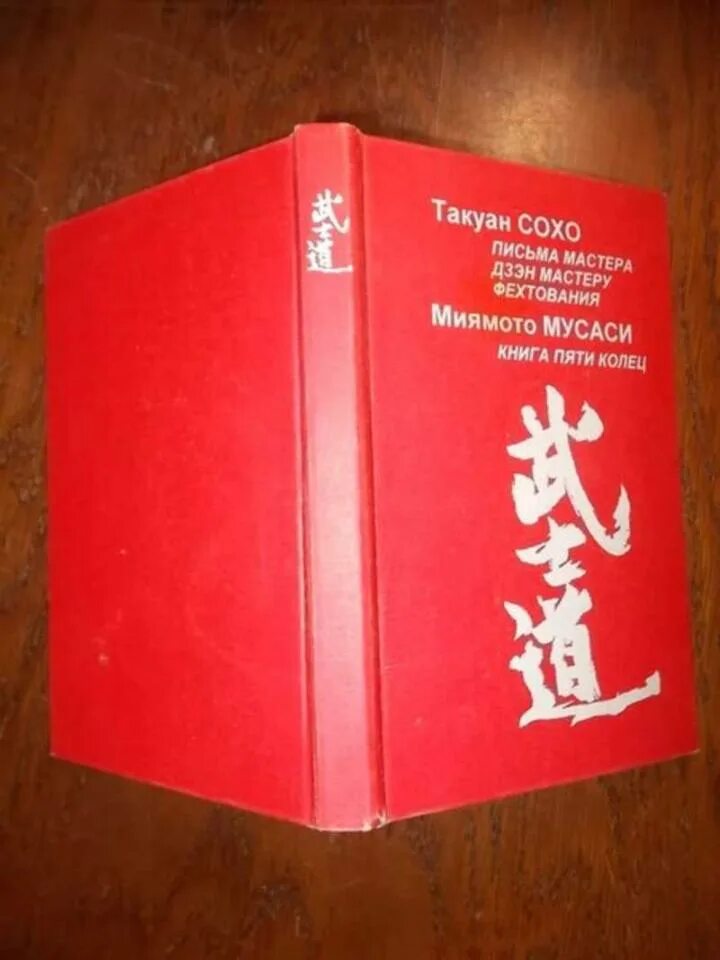 武士道
Такуан СОХО
ПИСЬМА МАСТЕРА
ДЗЭН МАСТЕРУ
ФЕХТОВАНИЯ
Миямото МУСАСИ
КНИГА ПЯТИ КОЛЕЦ
武士道